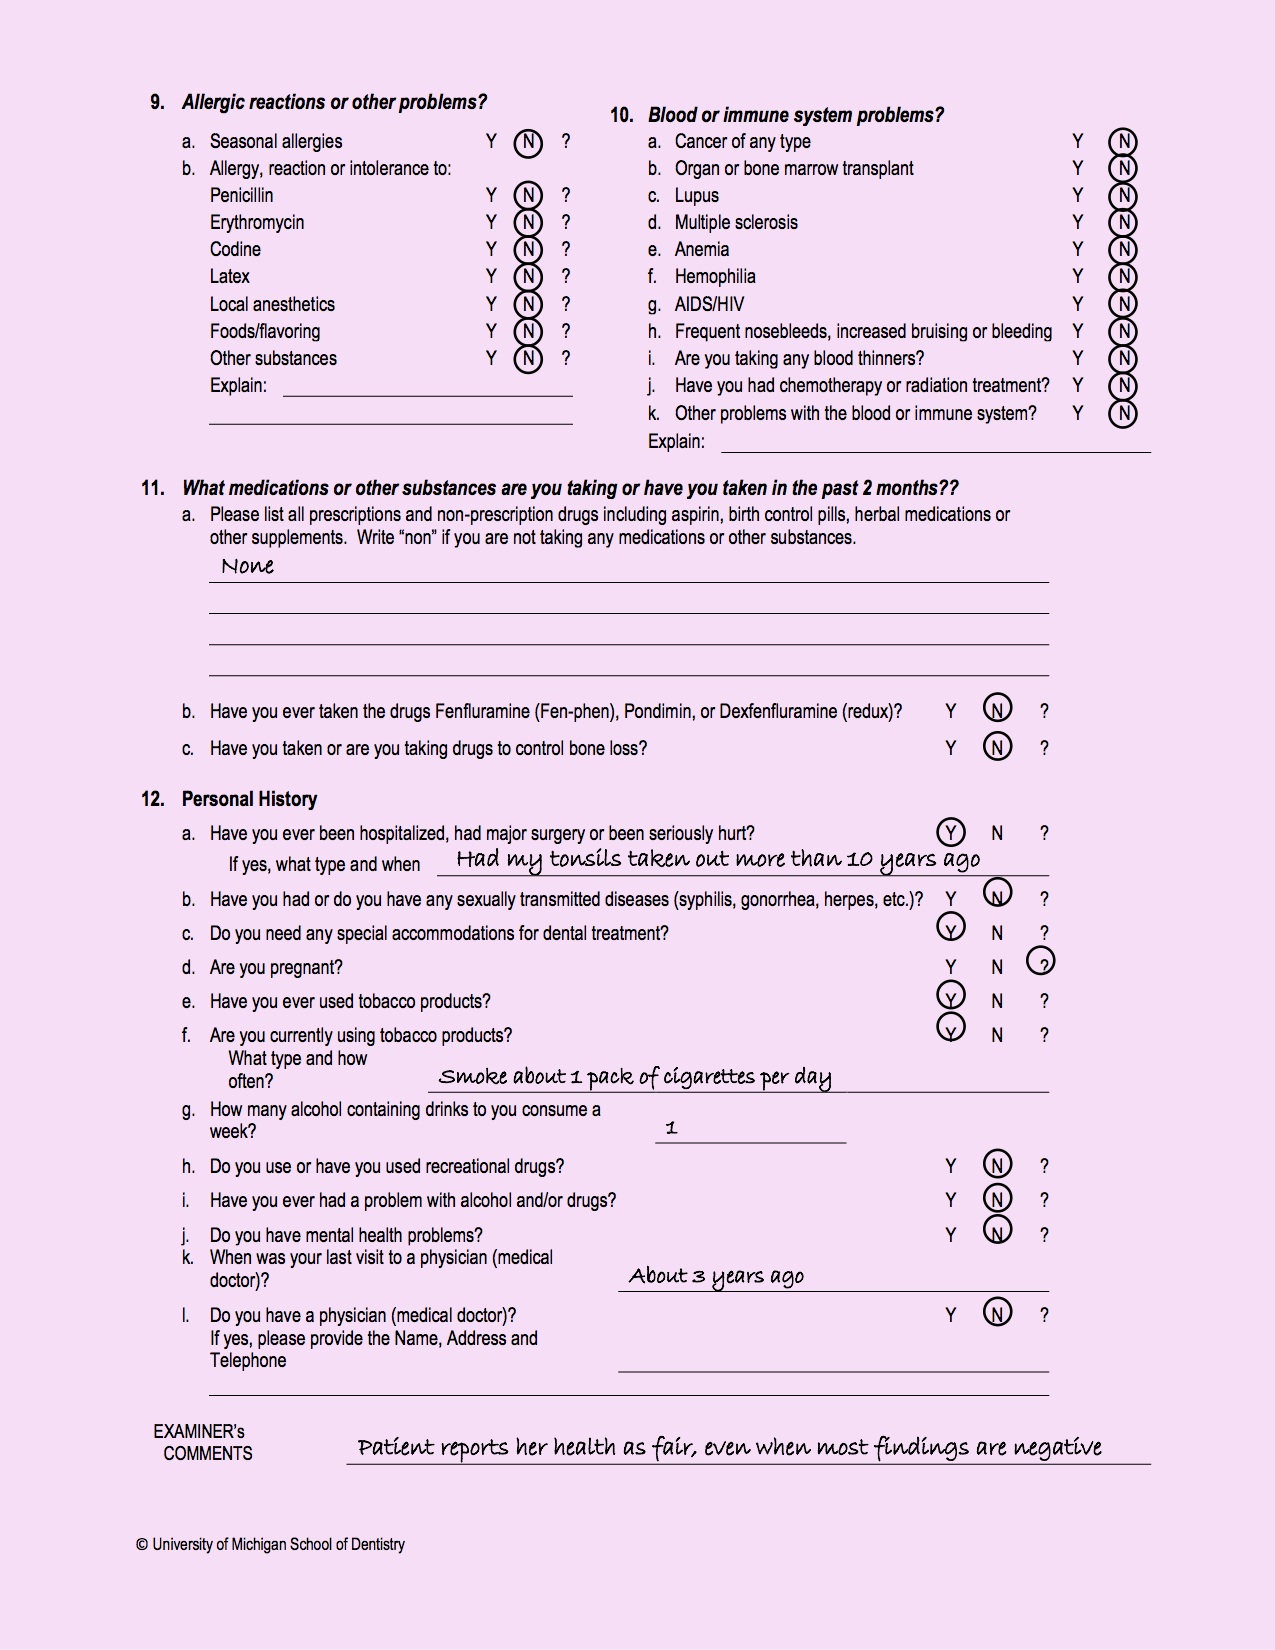 9. Allergic reactions or other problems?
a. Seasonal allergies Y N ?
b. Allergy, reaction or intolerance to:
Penicillin Y N ?
Erythromycin Y N ?
Codine Y N ?
Latex Y N ?
Local anesthetics Y N ?
Foods/flavoring Y N ?
Other substances Y N ?
Explain:
10. Blood or immune system problems?
a. Cancer of any type Y N
b. Organ or bone marrow transplant Y N
c. Lupus Y N
d. Multiple sclerosis Y N
e. Anemia Y N
f. Hemophilia Y N
g. AIDS/HIV Y N
h. Frequent nosebleeds, increased bruising or bleeding Y N
i. Are you taking any blood thinners? Y N
j. Have you had chemotherapy or radiation treatment? Y N
k. Other problems with the blood or immune system? Y N
Explain:
11. What medications or other substances are you taking or have you taken in the past 2 months??
a. Please list all prescriptions and non-prescription drugs including aspirin, birth control pills, herbal medications or
other supplements. Write “non” if you are not taking any medications or other substances.
None
b. Have you ever taken the drugs Fenfluramine (Fen-phen), Pondimin, or Dexfenfluramine (redux)? Y N ?
c. Have you taken or are you taking drugs to control bone loss? Y N ?
12. Personal History
a. Have you ever been hospitalized, had major surgery or been seriously hurt? Y N ?
If yes, what type and when Had my tonsils taken out more than 10 years ago
b. Have you had or do you have any sexually transmitted diseases (syphilis, gonorrhea, herpes, etc.)? Y N ?
c. Do you need any special accommodations for dental treatment? Y N ?
d. Are you pregnant? Y N ?
e. Have you ever used tobacco products? Y N ?
f. Are you currently using tobacco products? Y N ?
What type and how
often? Smoke about 1 pack of cigarettes per day
g. How many alcohol containing drinks to you consume a
week? 1
h. Do you use or have you used recreational drugs? Y N ?
i. Have you ever had a problem with alcohol and/or drugs? Y N ?
j. Do you have mental health problems? Y N ?
k. When was your last visit to a physician (medical
doctor)? About 3 years ago
l. Do you have a physician (medical doctor)? Y N ?
If yes, please provide the Name, Address and
Telephone
EXAMINER's
COMMENTS Patient reports her health as fair, even when most findings are negative
© University of Michigan School of Dentistry